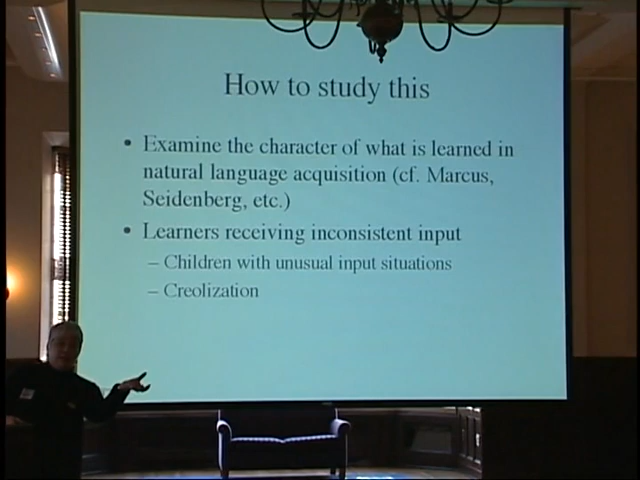 How to study this
• Examine the character of what is learned in
natural language acquisition (cf. Marcus,
Seidenberg, etc.)
• Learners receiving inconsistent input
– Children with unusual input situations
– Creolization